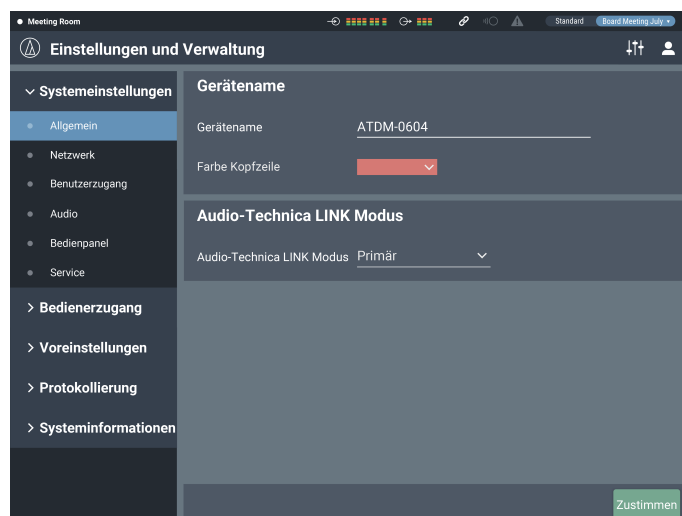 Meeting Room
Standard
Board Meeting July
Einstellungen und Verwaltung
Systemeinstellungen
Allgemein
Netzwerk
Benutzerzugang
Audio
Bedienpanel
Service
Bedienerzugang
Voreinstellungen
Protokollierung
Systeminformationen
Gerätename
Gerätename ATDM-0604
Farbe Kopfzeile
Audio-Technica LINK Modus
Audio-Technica LINK Modus Primär
Zustimmen